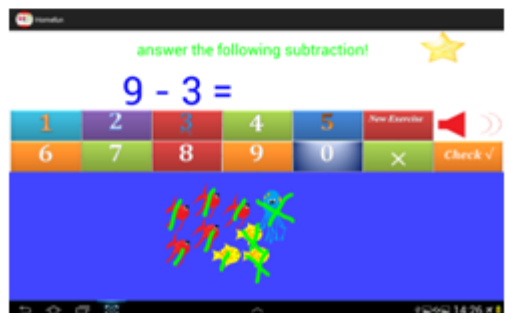 Homefun
answer the following subtraction!
9 - 3 =
1 2 3 4 5 New Exercise
6 7 8 9 0 × Check √
14:26